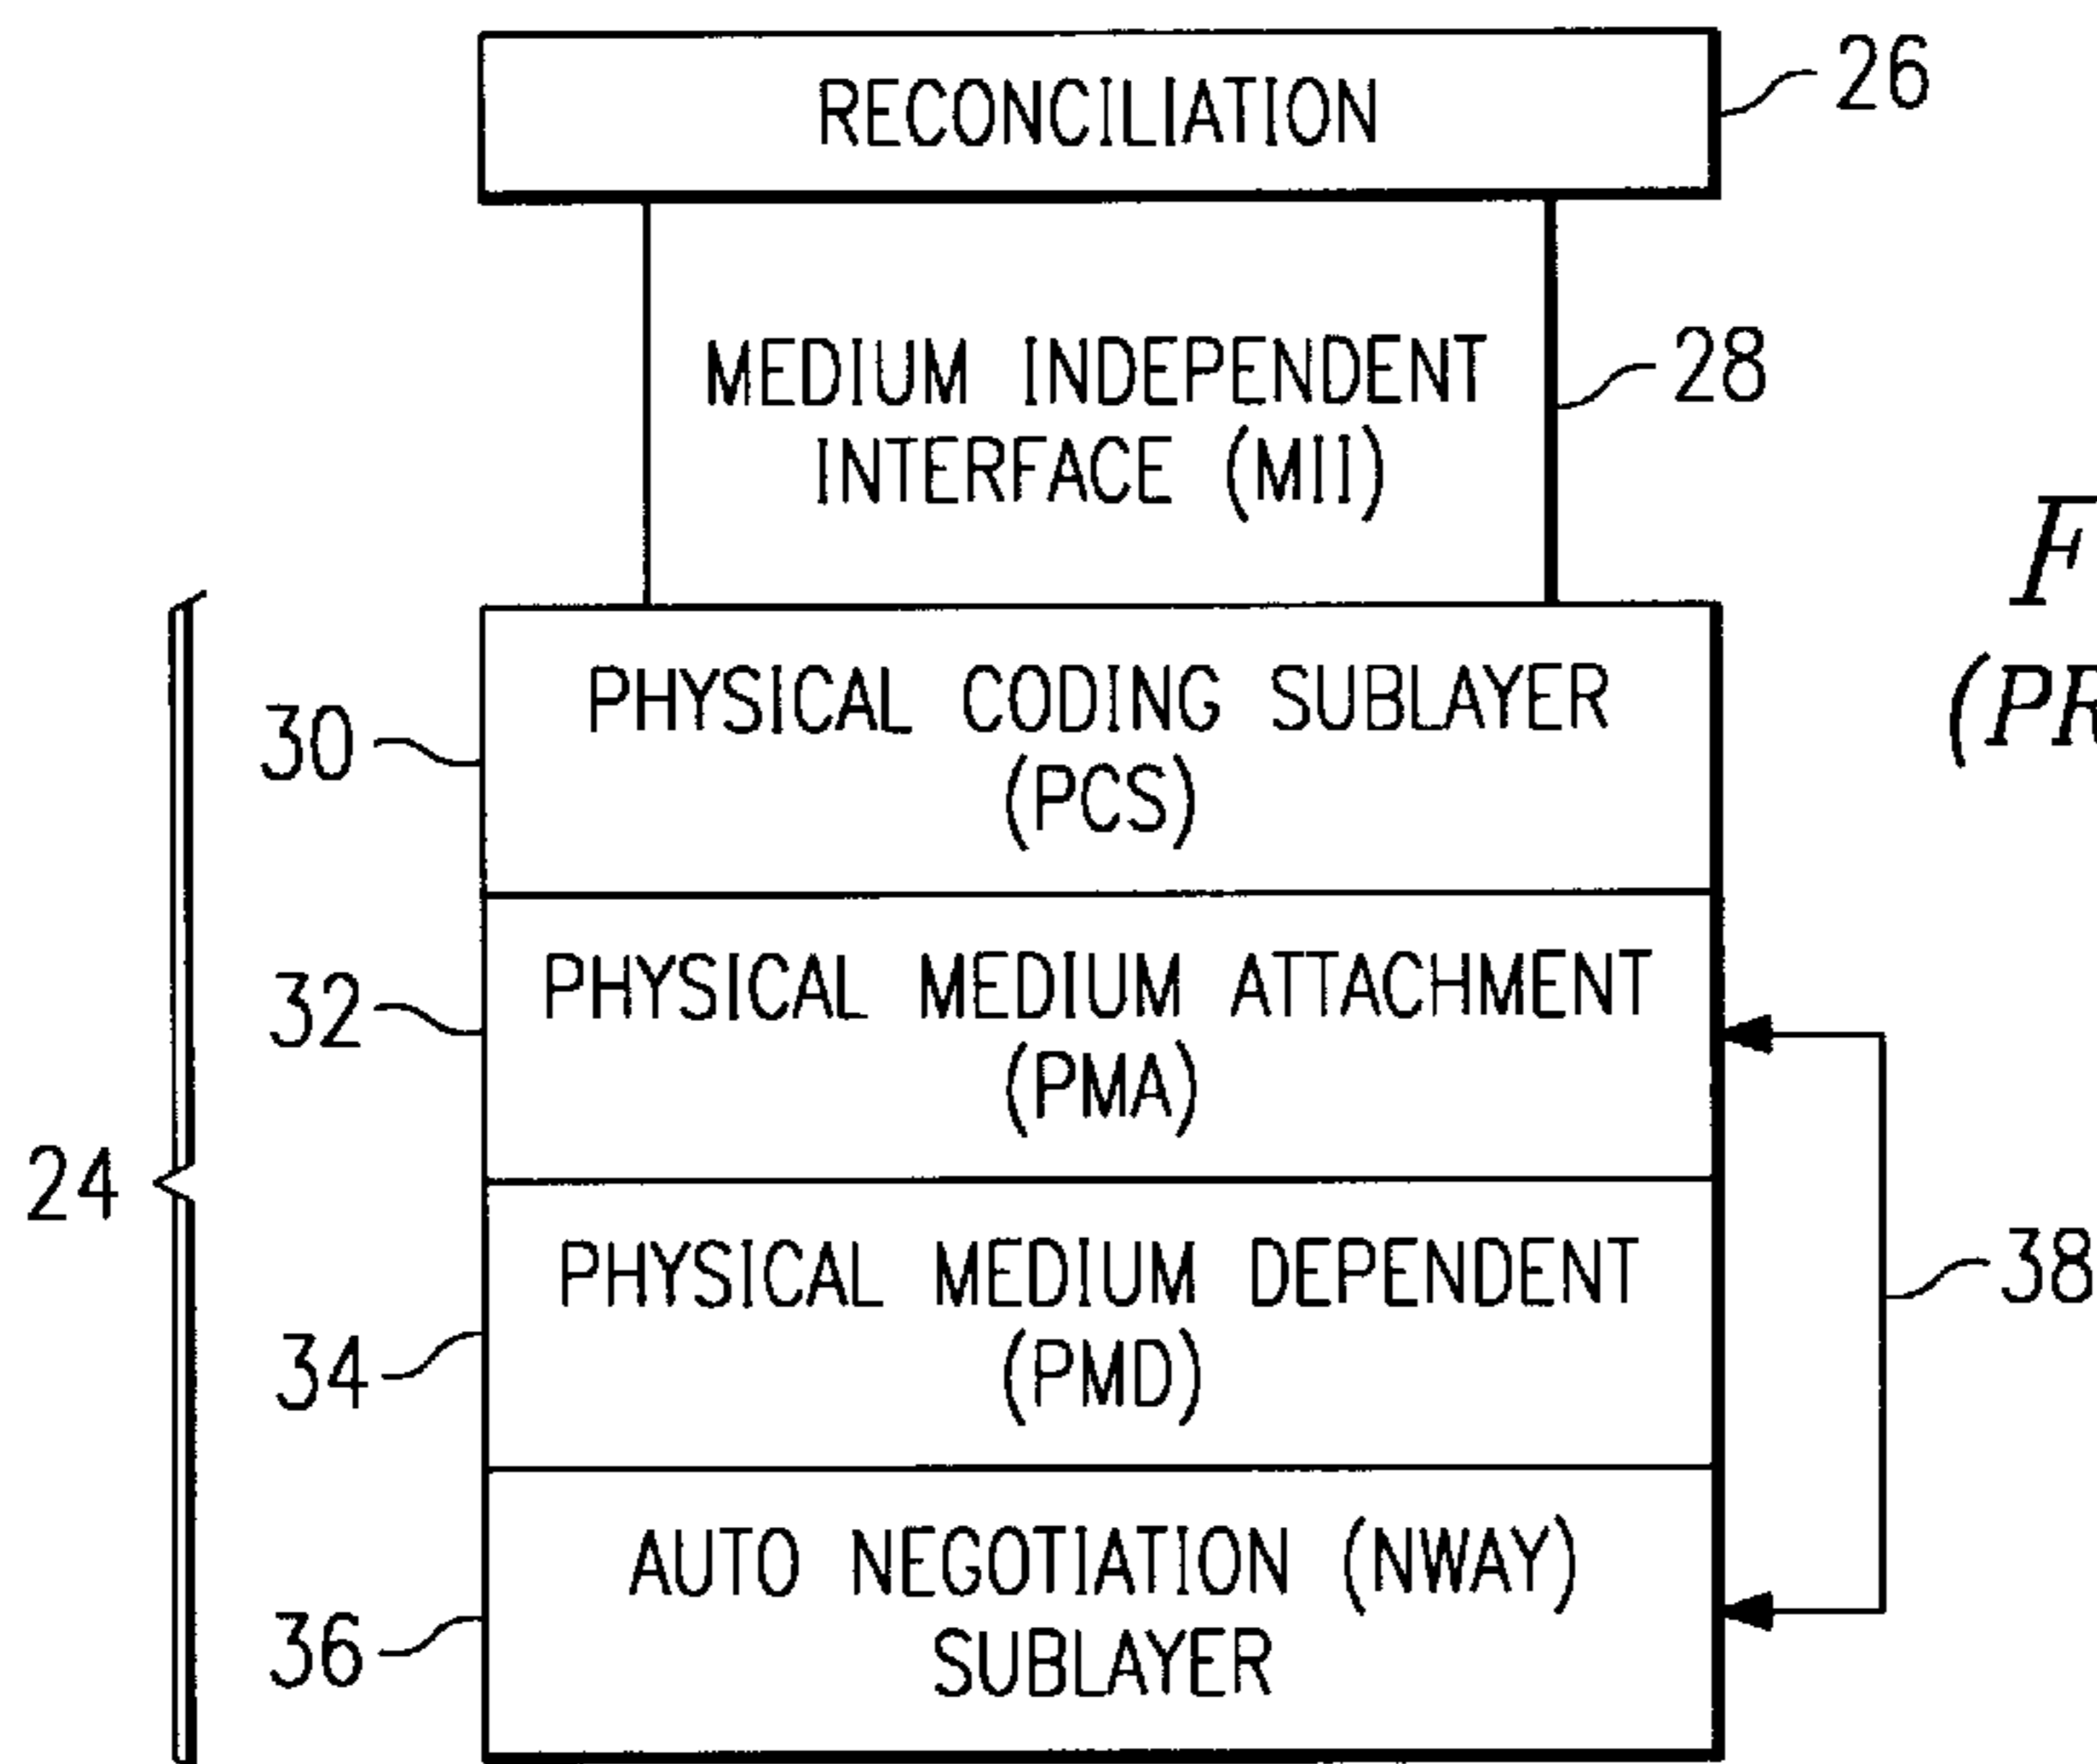 RECONCILIATION
26
MEDIUM INDEPENDENT
INTERFACE (MII)
28
PHYSICAL CODING SUBLAYER
(PCS)
30
PHYSICAL MEDIUM ATTACHMENT
(PMA)
32
24
PHYSICAL MEDIUM DEPENDENT
(PMD)
34
38
AUTO NEGOTIATION (NWAY)
SUBLAYER
36